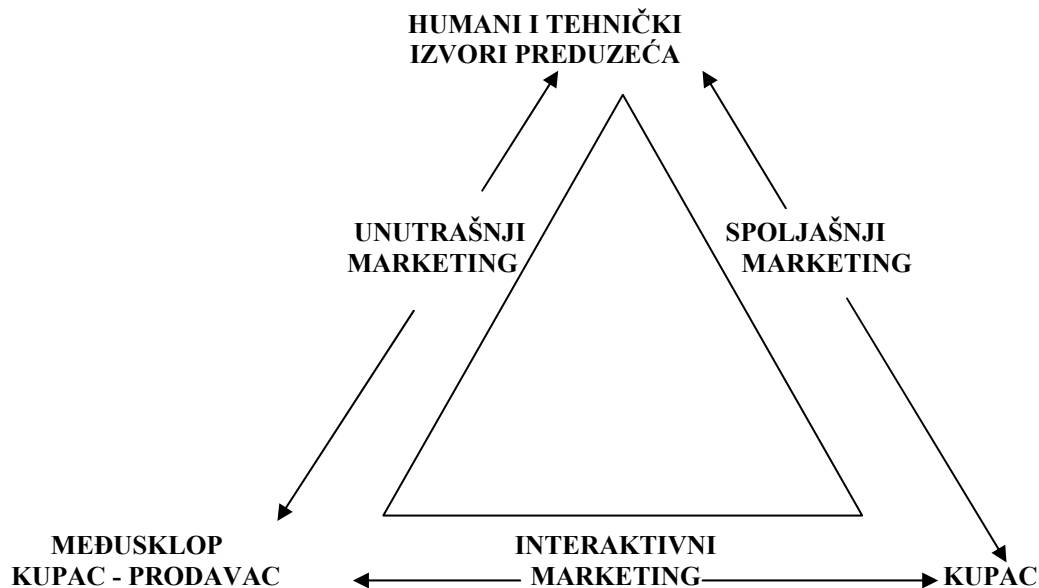 HUMANI I TEHNIČKI
IZVORI PREDUZEĆA
UNUTRAŠNJI
MARKETING
SPOLJAŠNJI
MARKETING
MEĐUSKLOP
KUPAC - PRODAVAC
INTERAKTIVNI
MARKETING
KUPAC